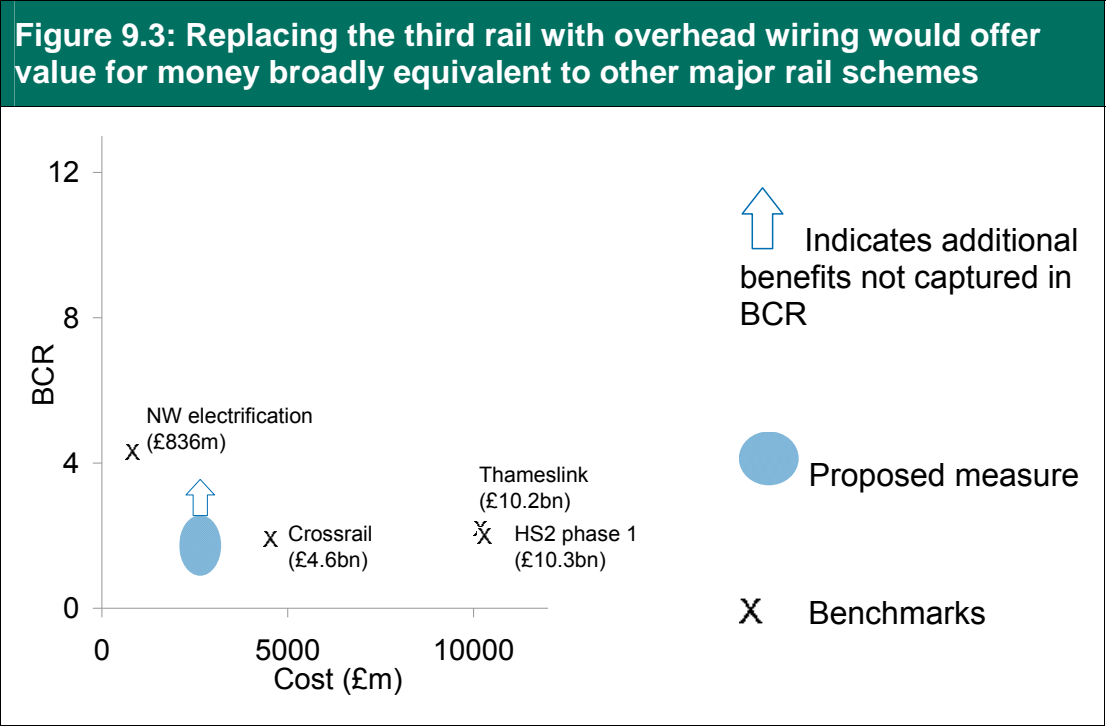 Figure 9.3: Replacing the third rail with overhead wiring would offer
value for money broadly equivalent to other major rail schemes
12
8
4
0
BCR
NW electrification
(£836m)
X
X
Crossrail
(£4.6bn)
Thameslink
(£10.2bn)
X
X
HS2 phase 1
(£10.3bn)
0
5000
10000
Cost (£m)
Indicates additional
benefits not captured in
BCR
Proposed measure
X Benchmarks